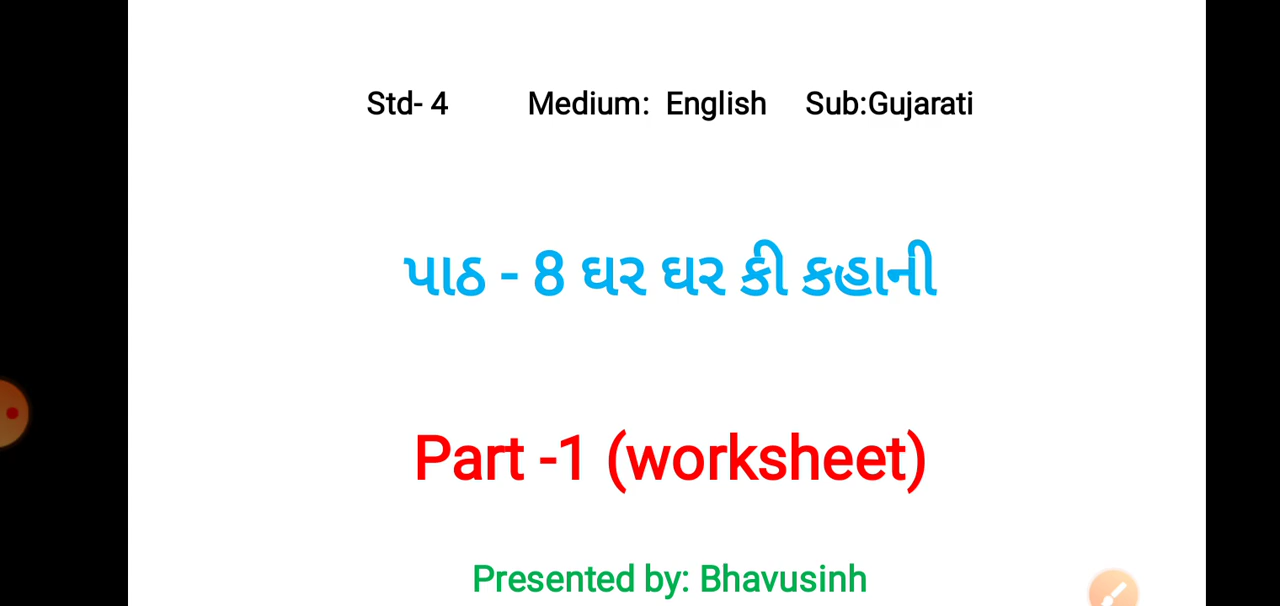 Std- 4 Medium: English Sub:Gujarati
પાઠ - 8 ઘર ઘર કી કહાની
Part -1 (worksheet)
Presented by: Bhavusinh